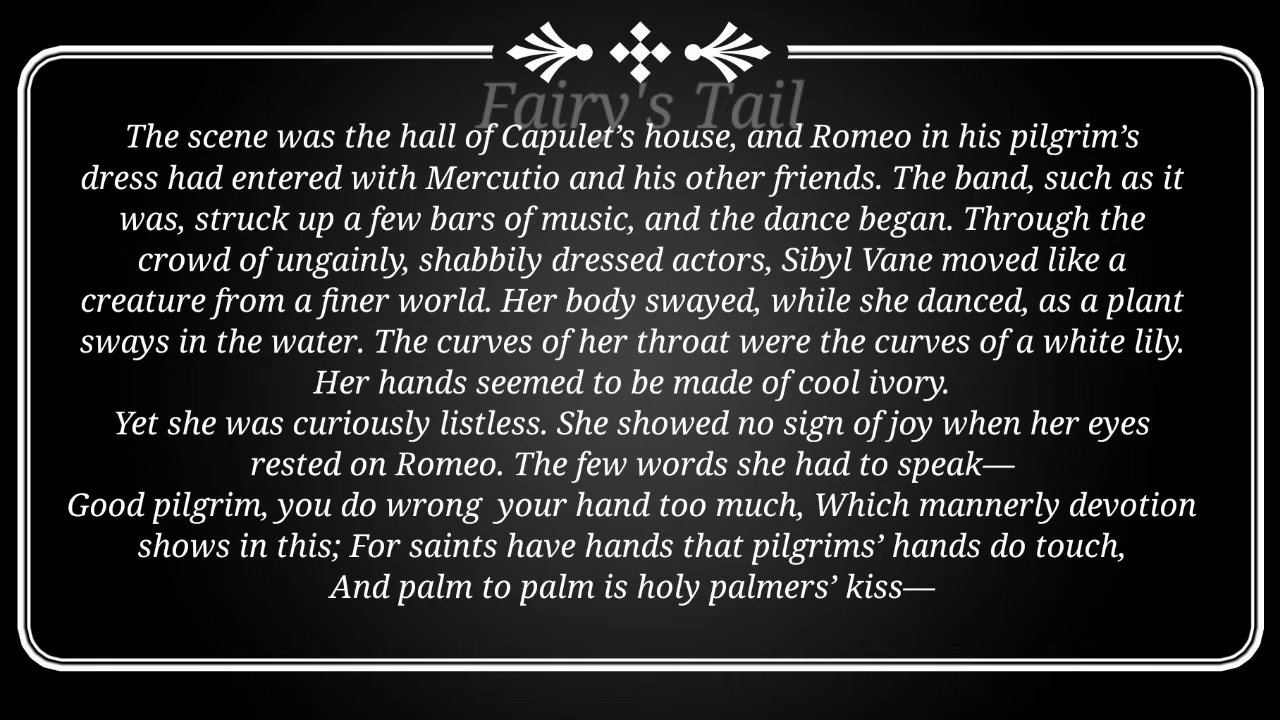 Fairy's Tail
The scene was the hall of Capulet’s house, and Romeo in his pilgrim’s
dress had entered with Mercutio and his other friends. The band, such as it
was, struck up a few bars of music, and the dance began. Through the
crowd of ungainly, shabbily dressed actors, Sibyl Vane moved like a
creature from a finer world. Her body swayed, while she danced, as a plant
sways in the water. The curves of her throat were the curves of a white lily.
Her hands seemed to be made of cool ivory.
Yet she was curiously listless. She showed no sign of joy when her eyes
rested on Romeo. The few words she had to speak—
Good pilgrim, you do wrong  your hand too much, Which mannerly devotion
shows in this; For saints have hands that pilgrims’ hands do touch,
And palm to palm is holy palmers’ kiss—